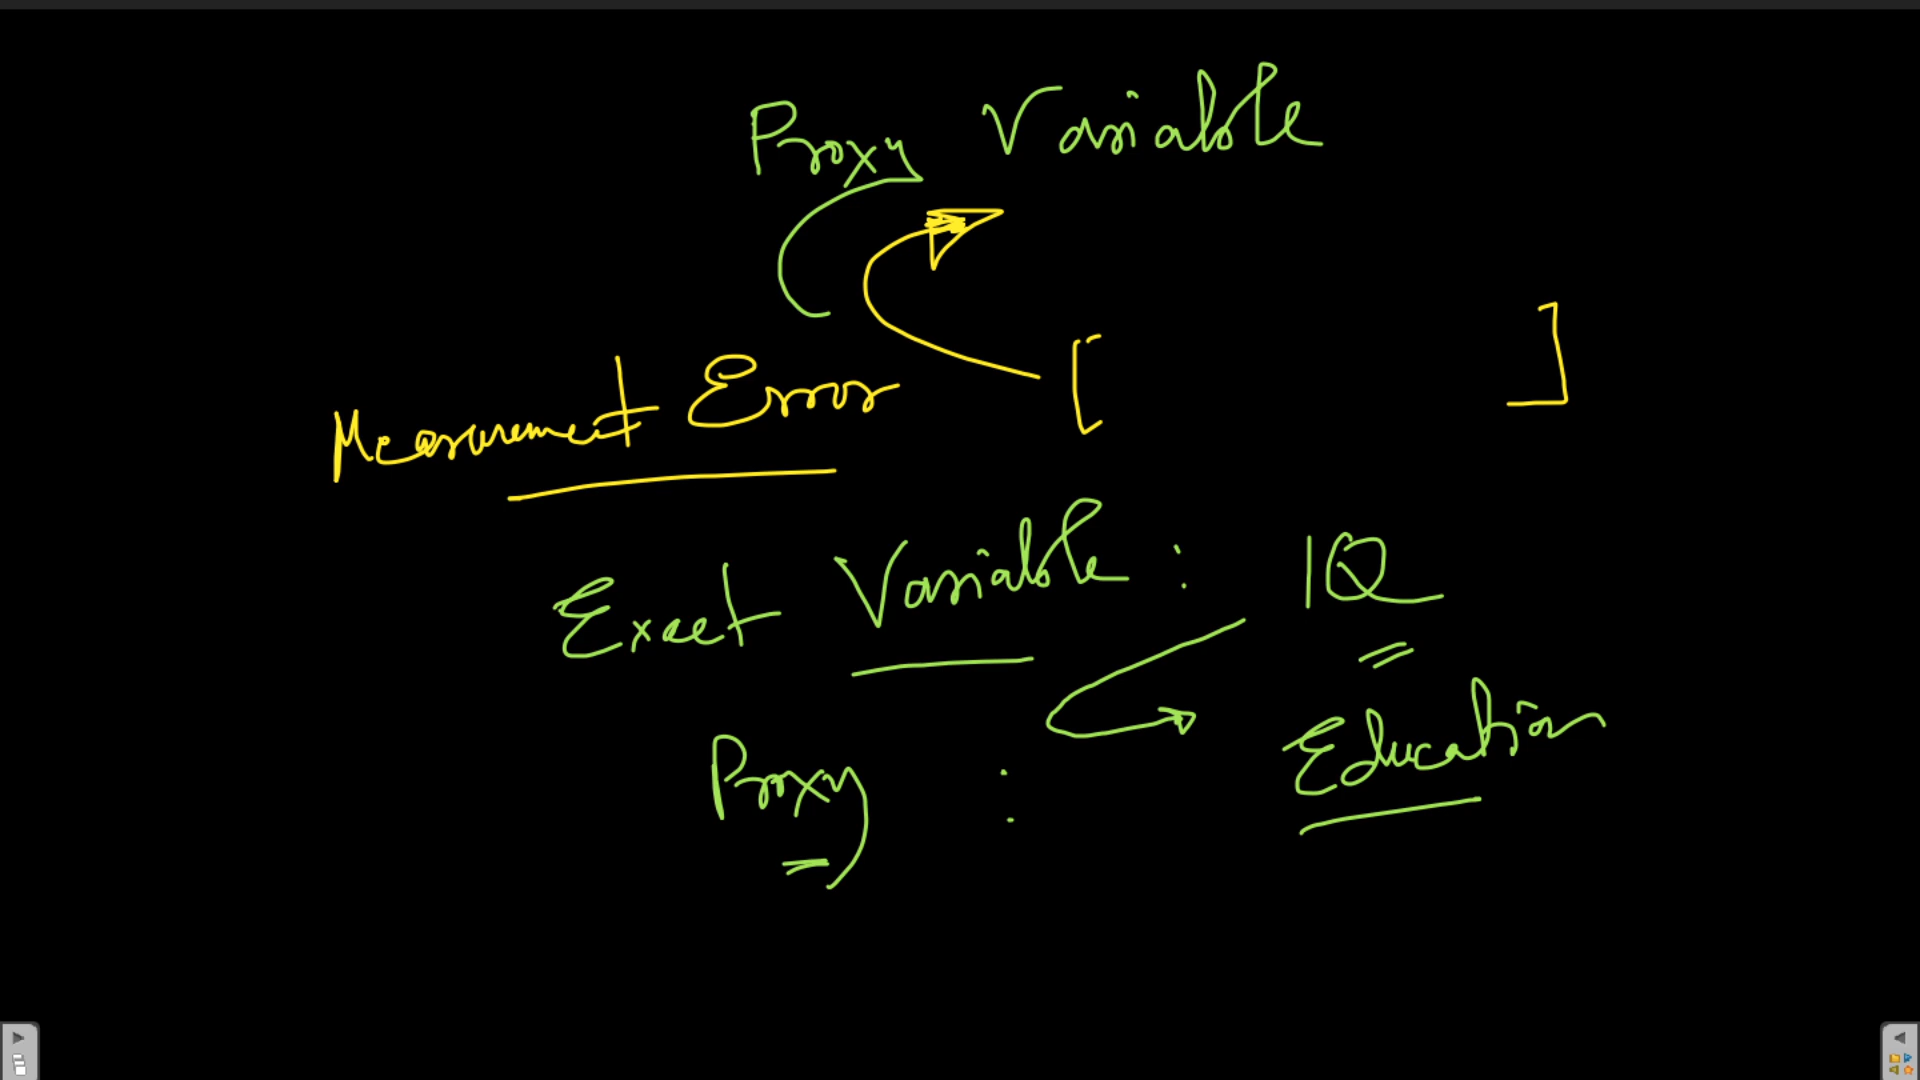 Proxy Variable
Measurement Error [ ]
Exact Variable : IQ
Proxy : Education